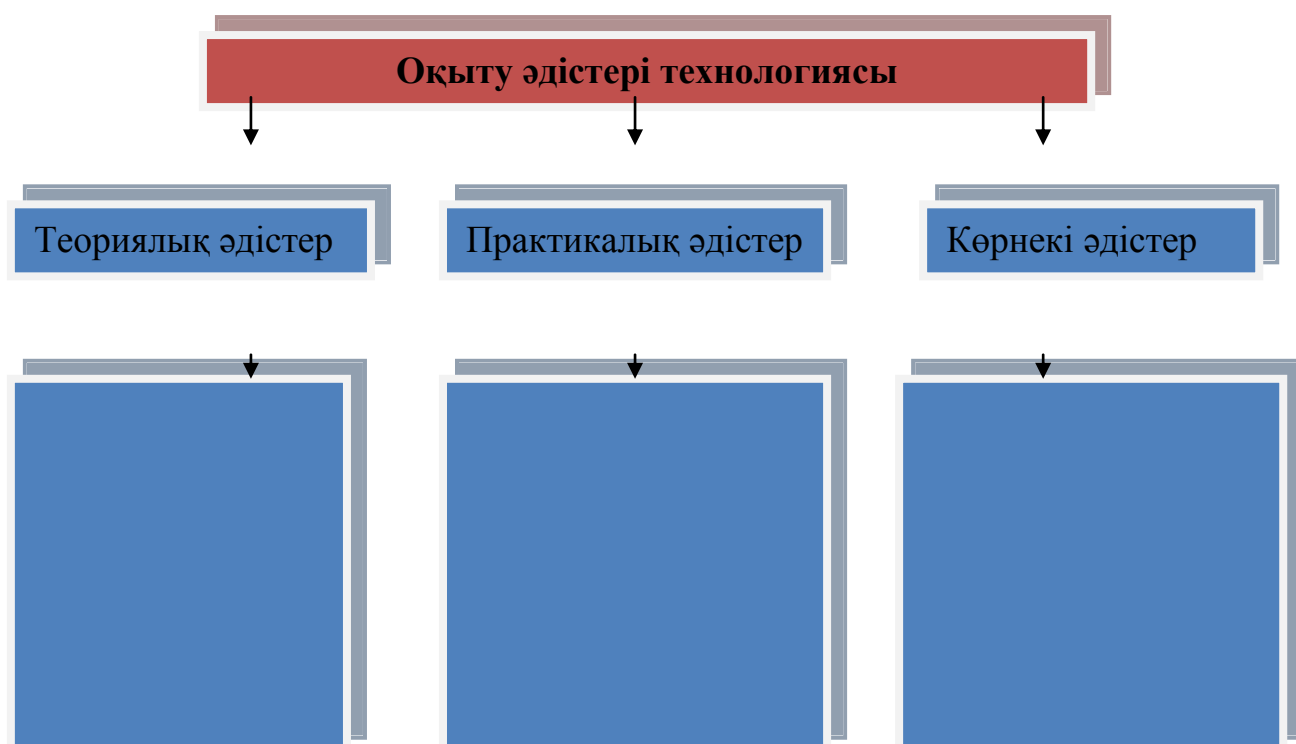 Оқыту әдістері технологиясы
Теориялық әдістер
Практикалық әдістер
Көрнекі әдістер